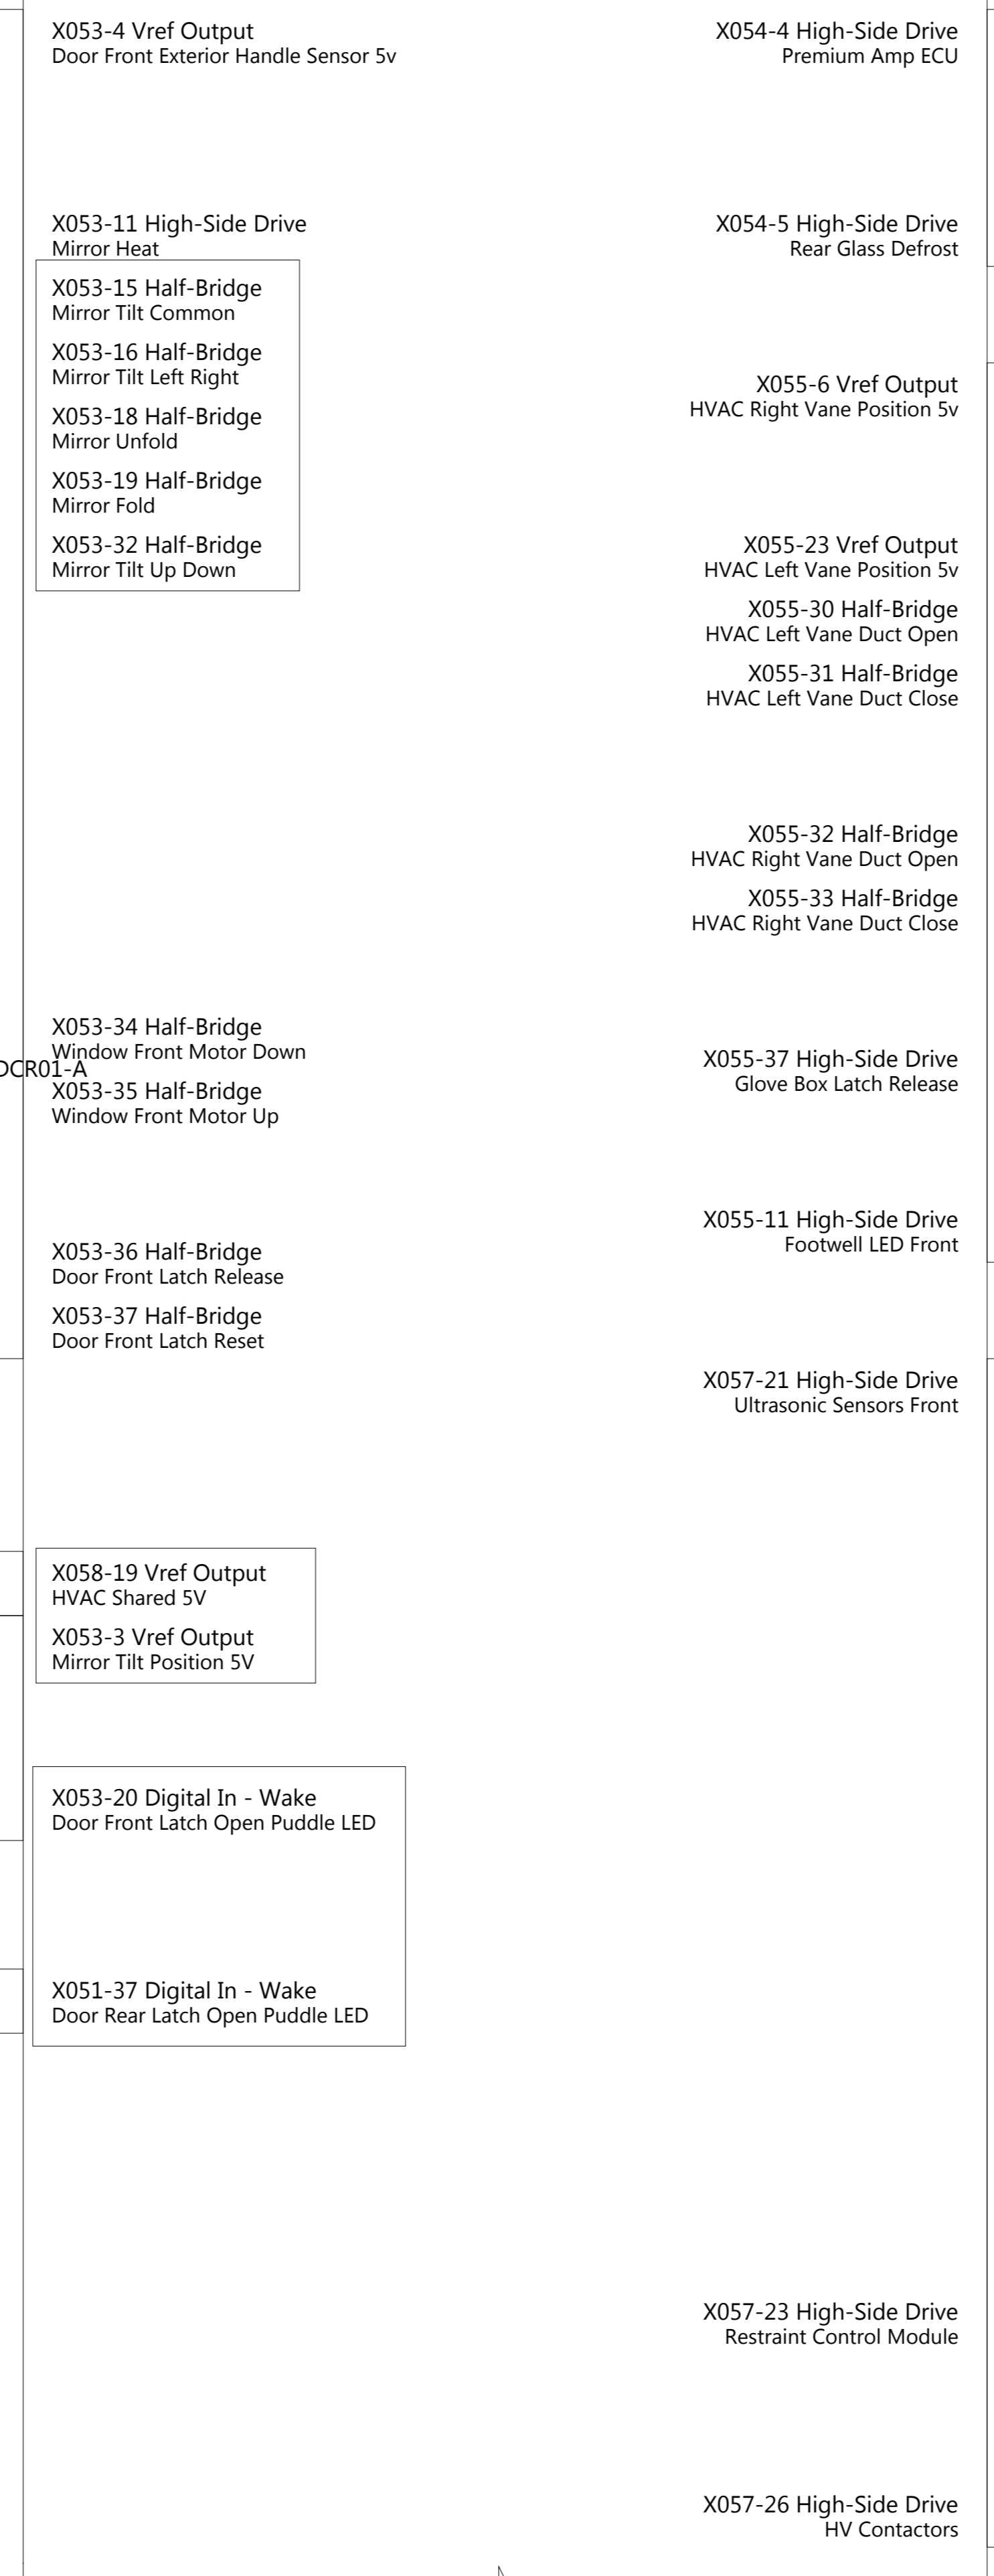 X053-4 Vref Output
Door Front Exterior Handle Sensor 5v
X053-11 High-Side Drive
Mirror Heat
X053-15 Half-Bridge
Mirror Tilt Common
X053-16 Half-Bridge
Mirror Tilt Left Right
X053-18 Half-Bridge
Mirror Unfold
X053-19 Half-Bridge
Mirror Fold
X053-32 Half-Bridge
Mirror Tilt Up Down
X053-34 Half-Bridge
Window Front Motor Down
DCR01-A
X053-35 Half-Bridge
Window Front Motor Up
X053-36 Half-Bridge
Door Front Latch Release
X053-37 Half-Bridge
Door Front Latch Reset
X058-19 Vref Output
HVAC Shared 5V
X053-3 Vref Output
Mirror Tilt Position 5V
X053-20 Digital In - Wake
Door Front Latch Open Puddle LED
X051-37 Digital In - Wake
Door Rear Latch Open Puddle LED
X054-4 High-Side Drive
Premium Amp ECU
X054-5 High-Side Drive
Rear Glass Defrost
X055-6 Vref Output
HVAC Right Vane Position 5v
X055-23 Vref Output
HVAC Left Vane Position 5v
X055-30 Half-Bridge
HVAC Left Vane Duct Open
X055-31 Half-Bridge
HVAC Left Vane Duct Close
X055-32 Half-Bridge
HVAC Right Vane Duct Open
X055-33 Half-Bridge
HVAC Right Vane Duct Close
X055-37 High-Side Drive
Glove Box Latch Release
X055-11 High-Side Drive
Footwell LED Front
X057-21 High-Side Drive
Ultrasonic Sensors Front
X057-23 High-Side Drive
Restraint Control Module
X057-26 High-Side Drive
HV Contactors